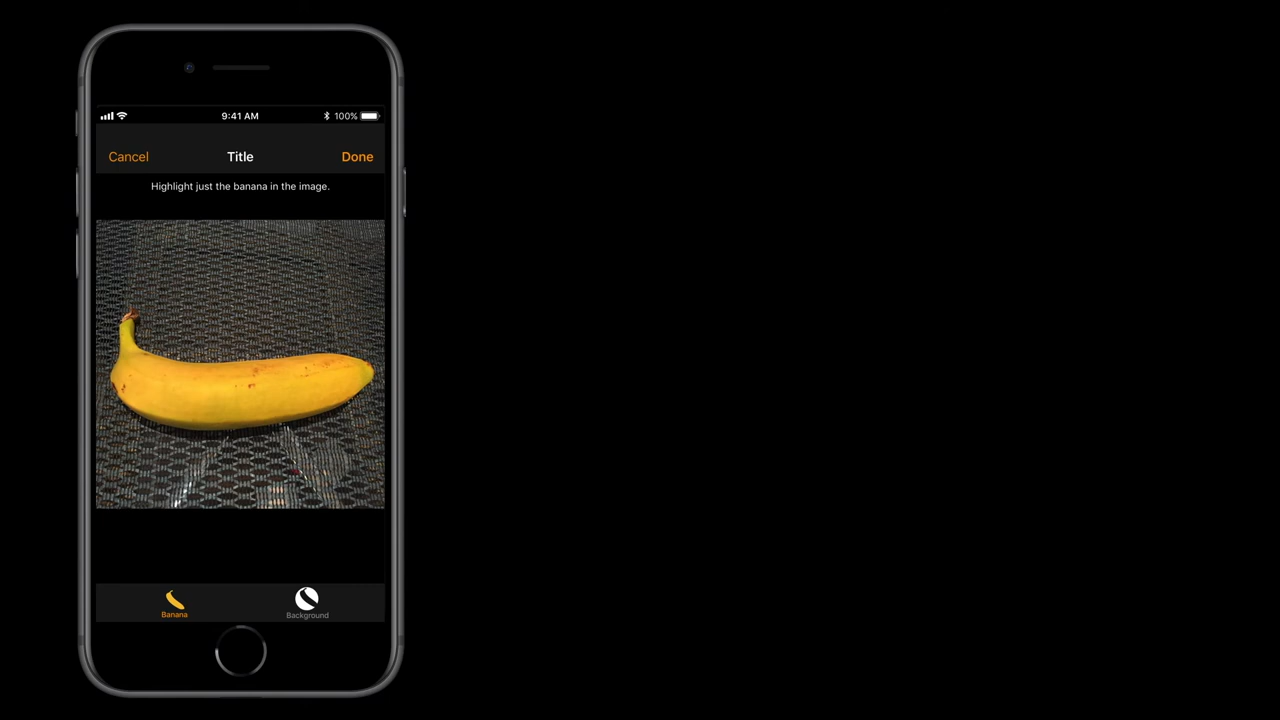 9:41 AM 100%
Cancel Title Done
Highlight just the banana in the image.
Banana Background